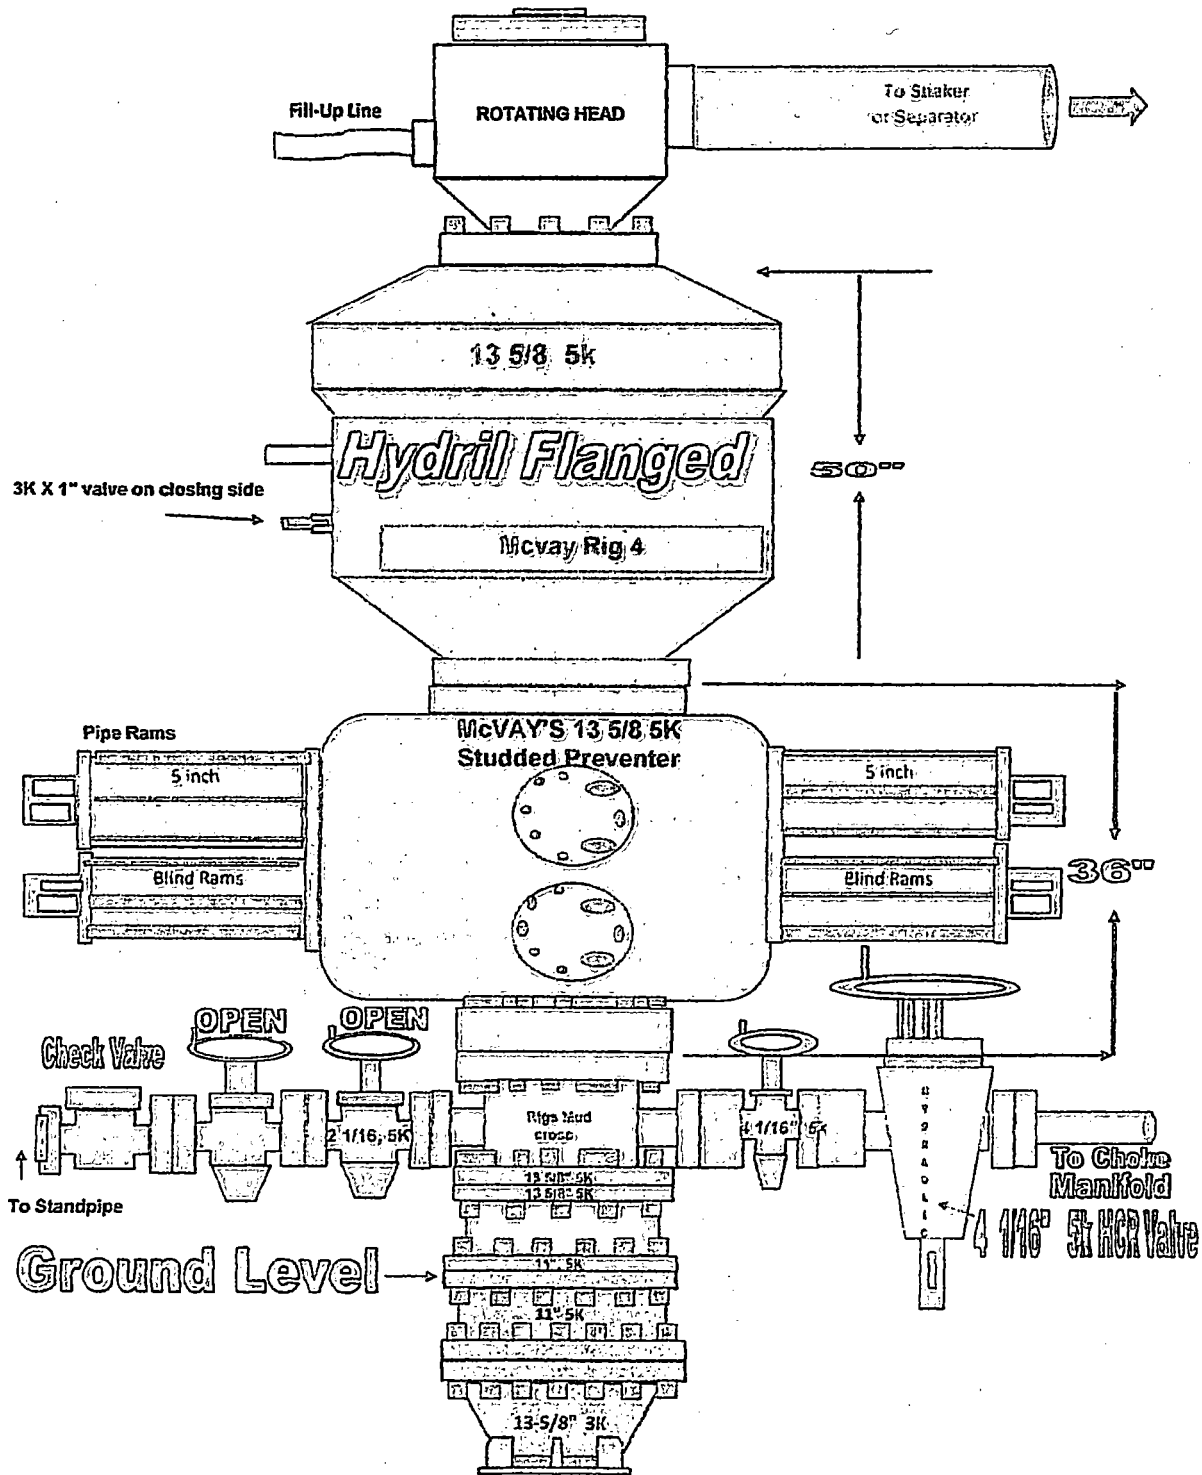 To Shaker
or Separator
Fill-Up Line
ROTATING HEAD
13 5/8 5k
Hydril Flanged
50"
3K X 1" valve on closing side
Mcvay Rig 4
McVAY'S 13 5/8 5K
Studded Preventer
Pipe Rams
5 inch
5 inch
Blind Rams
Blind Rams
36"
OPEN
OPEN
Check Valve
2 1/16, 5K
Rigs Mud
cross
4 1/16" 5k
HYDRAULIC
To Standpipe
13 5/8" 5K
13 5/8" 5K
To Choke
Manifold
4 1/16" 5k HCR Valve
Ground Level
11" 5K
11" 5K
13-5/8" 3K